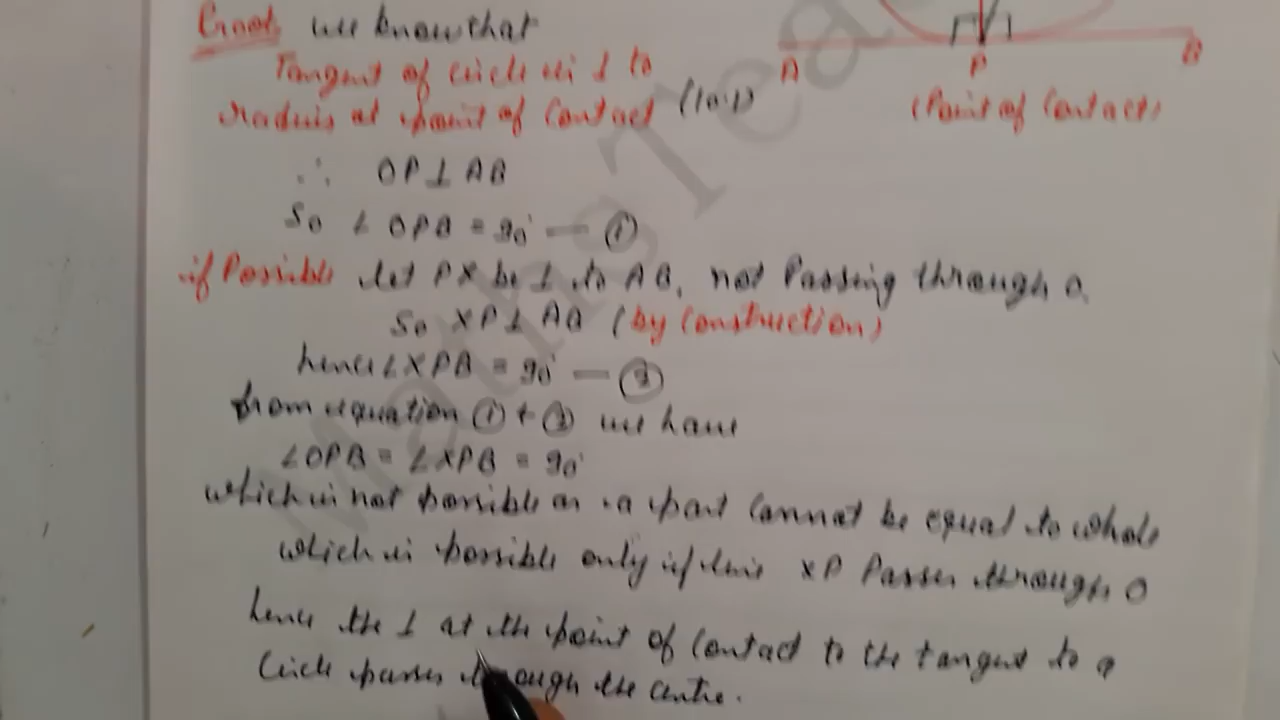 Proof we know that
Tangent of circle is ⊥ to
radius at point of contact (10.1)
A P B
(Point of Contact)
∴ OP ⊥ AB
So ∠OPB = 90° — ①
if Possible let PX be ⊥ to AB, not Passing through O.
So XP ⊥ AB (by Construction)
hence ∠XPB = 90° — ②
from equation ① + ② we have
∠OPB = ∠XPB = 90°
which is not possible as a part cannot be equal to whole
which is possible only if line XP Passes through O
hence the ⊥ at the point of Contact to the tangent to a
Circle passes through the centre.
MathsTea